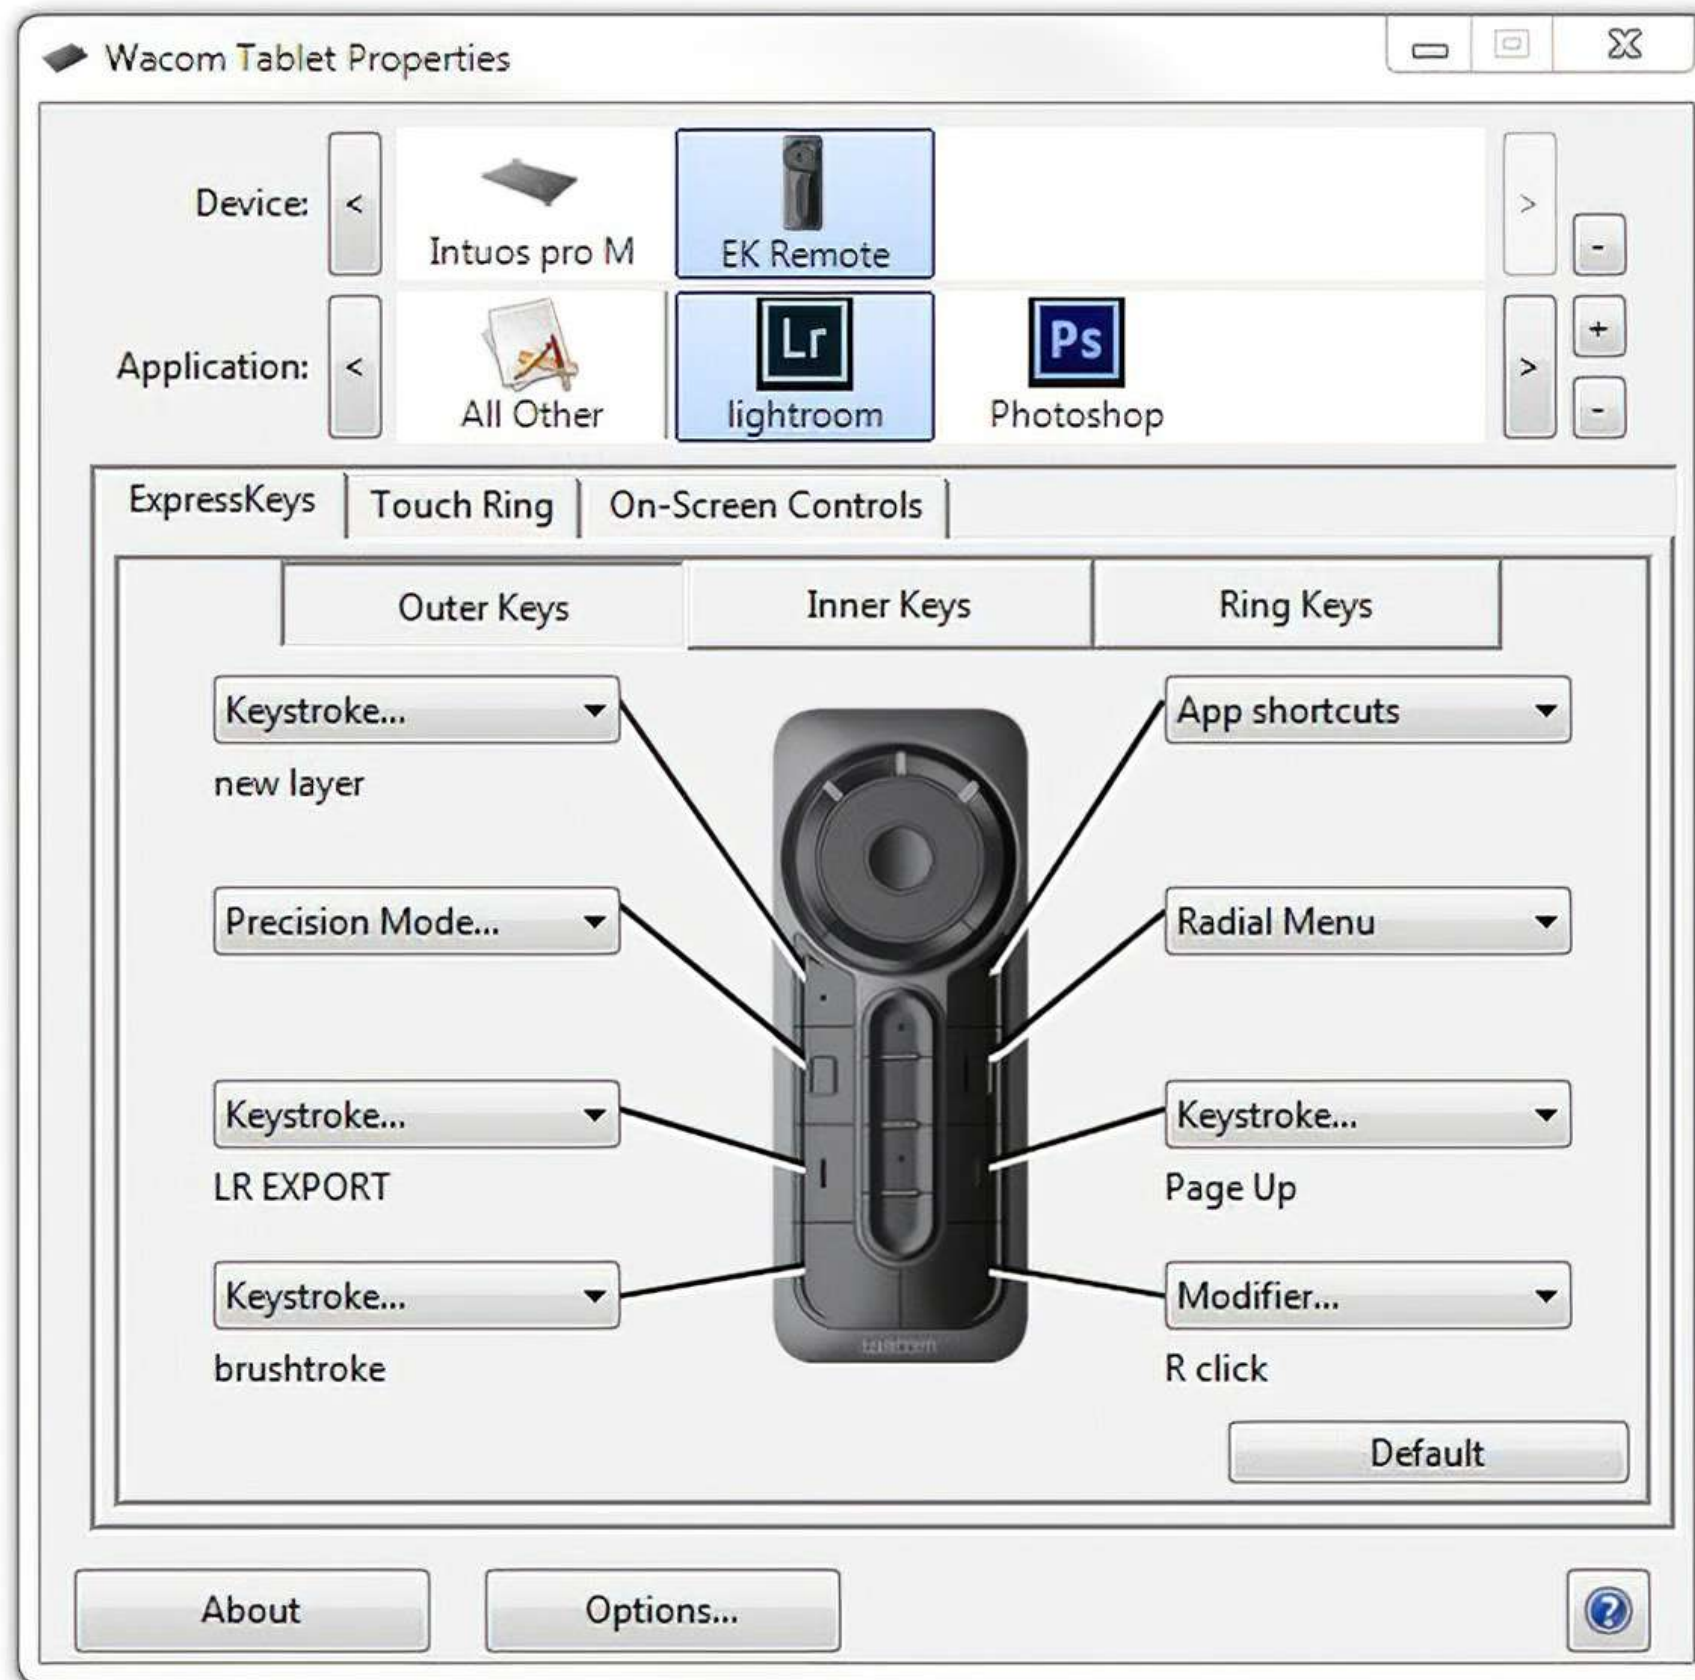 Wacom Tablet Properties
Device:
<
Intuos pro M
EK Remote
>
-
Application:
<
All Other
Lr
lightroom
Ps
Photoshop
>
+
-
ExpressKeys
Touch Ring
On-Screen Controls
Outer Keys
Inner Keys
Ring Keys
Keystroke...
new layer
App shortcuts
Precision Mode...
Radial Menu
Keystroke...
LR EXPORT
Keystroke...
Page Up
Keystroke...
brushtroke
Modifier...
R click
wacom
Default
About
Options...
?